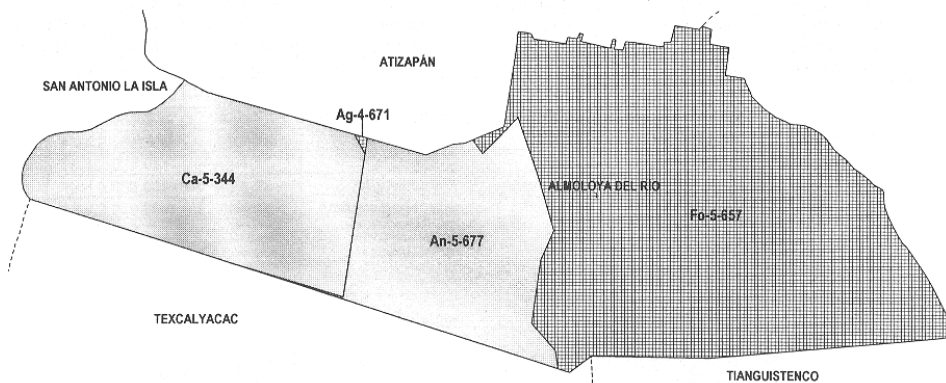 ATIZAPÁN
SAN ANTONIO LA ISLA
Ag-4-671
Ca-5-344
ALMOLOYA DEL RÍO
Fo-5-657
An-5-677
TEXCALYACAC
TIANGUISTENCO